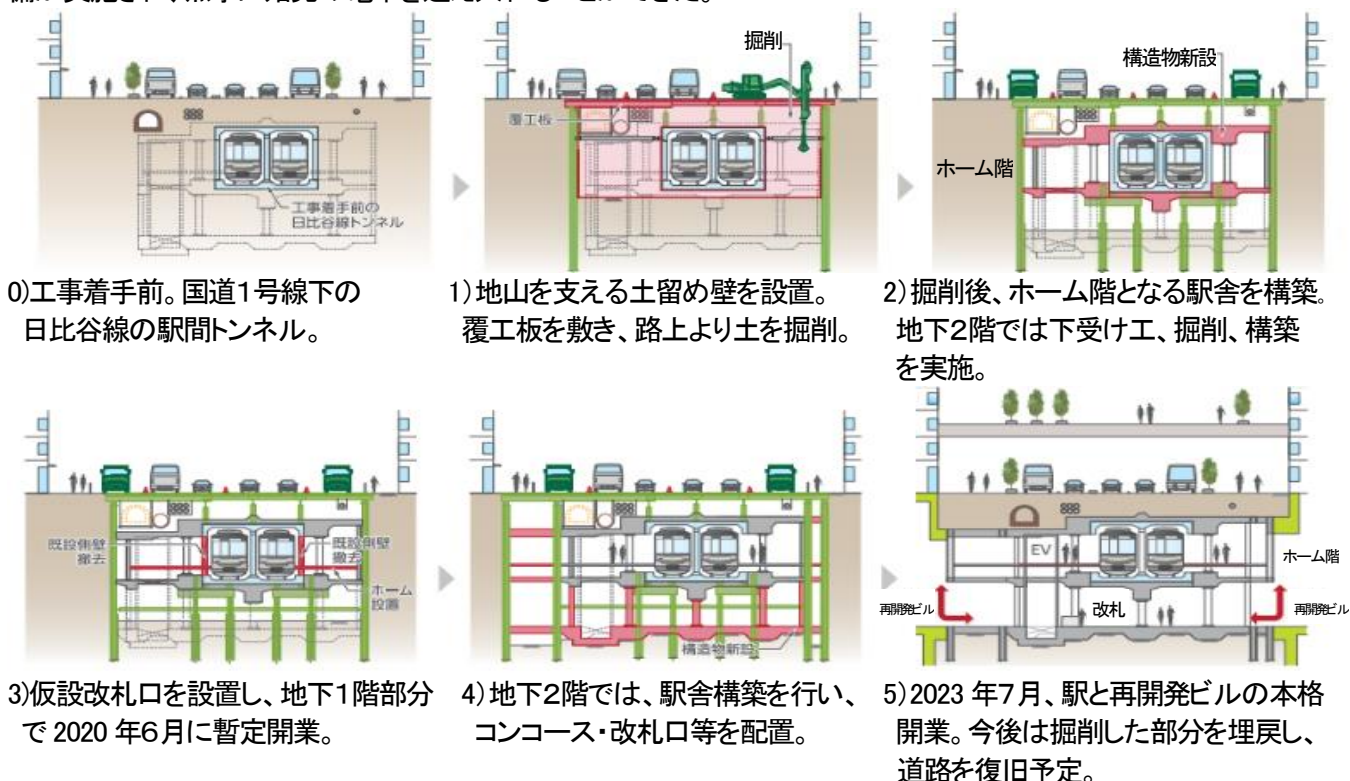 掘削
覆工板
工事着手前の
日比谷線トンネル
構造物新設
ホーム階
0)工事着手前。国道1号線下の
日比谷線の駅間トンネル。
1)地山を支える土留め壁を設置。
覆工板を敷き、路上より土を掘削。
2)掘削後、ホーム階となる駅舎を構築。
地下2階では下受け工、掘削、構築
を実施。
既設側壁
撤去
既設側壁
撤去
ホーム
設置
構造物新設
EV
ホーム階
再開発ビル
改札
再開発ビル
3)仮設改札口を設置し、地下1階部分
で 2020 年6月に暫定開業。
4)地下2階では、駅舎構築を行い、
コンコース・改札口等を配置。
5)2023 年7月、駅と再開発ビルの本格
開業。今後は掘削した部分を埋戻し、
道路を復旧予定。